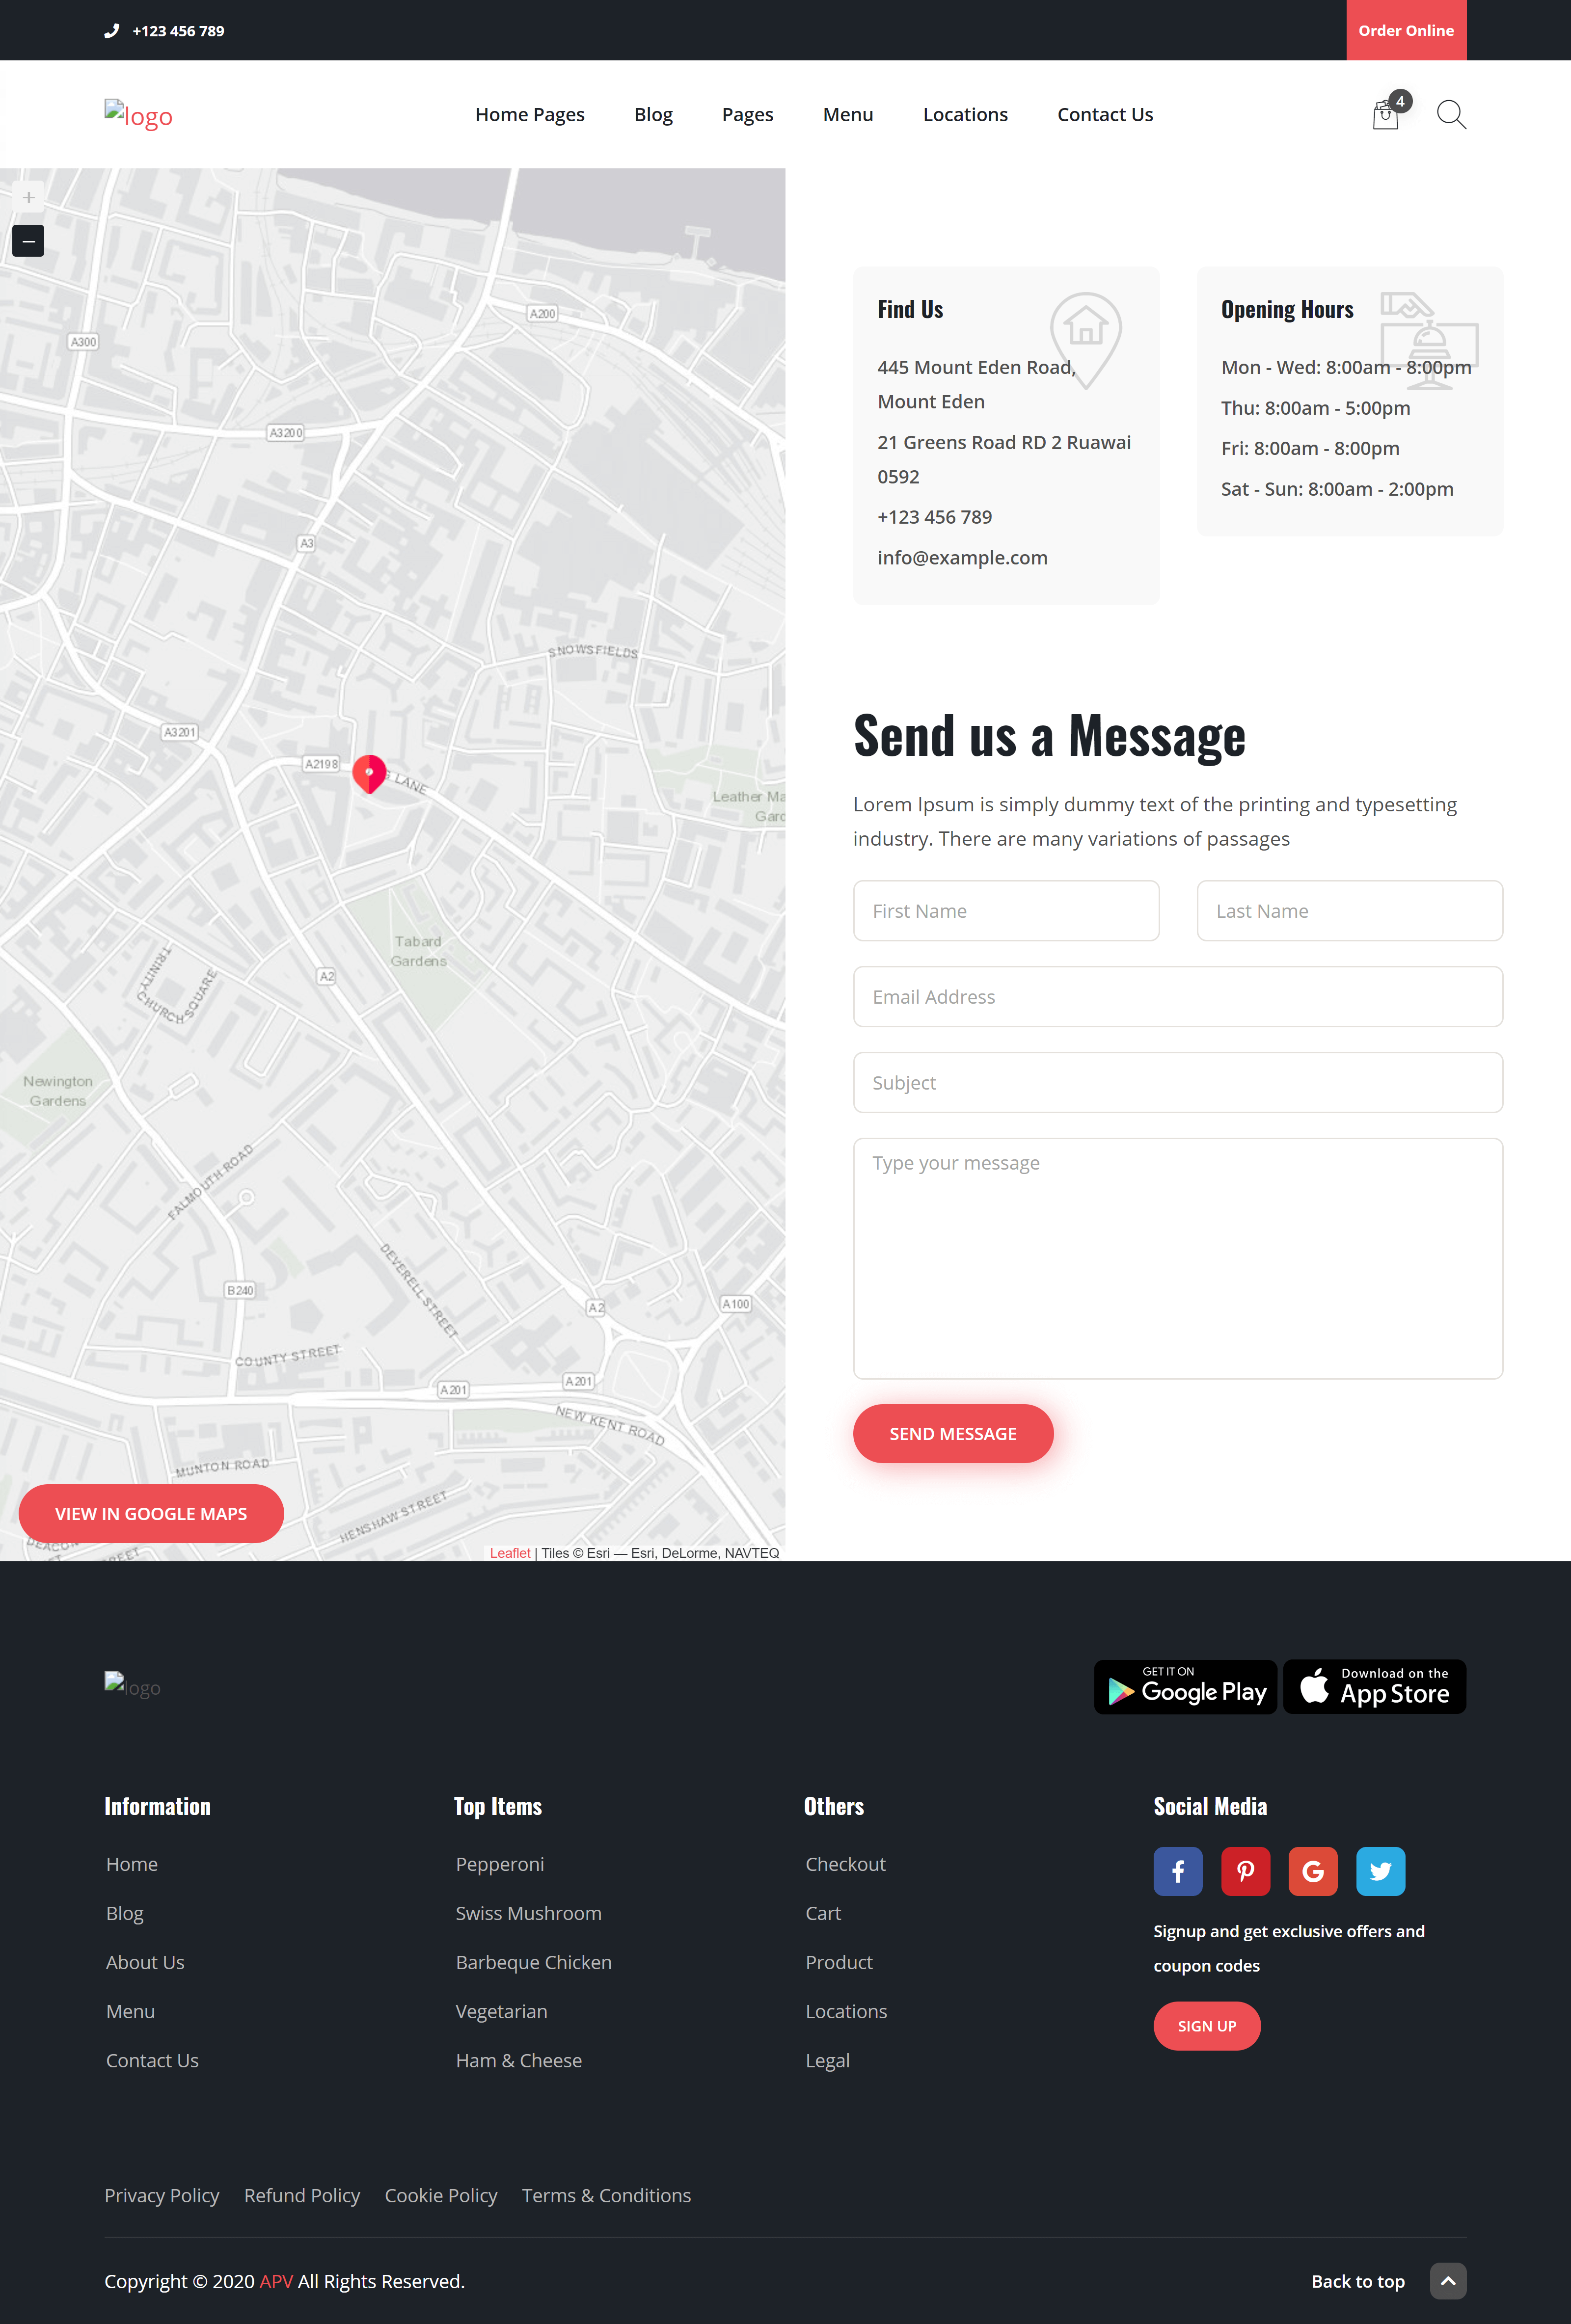 +123 456 789
Order Online
logo
Home Pages
Blog
Pages
Menu
Locations
Contact Us
4
+
−
A200
A300
A3200
A3
SNOWSFIELDS
A3201
A2198
LANE
Leather Ma
Gard
Tabard
Gardens
TRINITY
CHURCH SQUARE
A2
Newington
Gardens
FALMOUTH ROAD
DEVERELL STREET
B240
A2
A100
COUNTY STREET
A201
A201
NEW KENT ROAD
MUNTON ROAD
HENSHAW STREET
VIEW IN GOOGLE MAPS
STREET
Leaflet | Tiles © Esri — Esri, DeLorme, NAVTEQ
Find Us
445 Mount Eden Road,
Mount Eden
21 Greens Road RD 2 Ruawai
0592
+123 456 789
info@example.com
Opening Hours
Mon - Wed: 8:00am - 8:00pm
Thu: 8:00am - 5:00pm
Fri: 8:00am - 8:00pm
Sat - Sun: 8:00am - 2:00pm
Send us a Message
Lorem Ipsum is simply dummy text of the printing and typesetting
industry. There are many variations of passages
First Name
Last Name
Email Address
Subject
Type your message
SEND MESSAGE
logo
GET IT ON
Google Play
Download on the
App Store
Information
Home
Blog
About Us
Menu
Contact Us
Top Items
Pepperoni
Swiss Mushroom
Barbeque Chicken
Vegetarian
Ham & Cheese
Others
Checkout
Cart
Product
Locations
Legal
Social Media
Signup and get exclusive offers and
coupon codes
SIGN UP
Privacy Policy
Refund Policy
Cookie Policy
Terms & Conditions
Copyright © 2020 APV All Rights Reserved.
Back to top